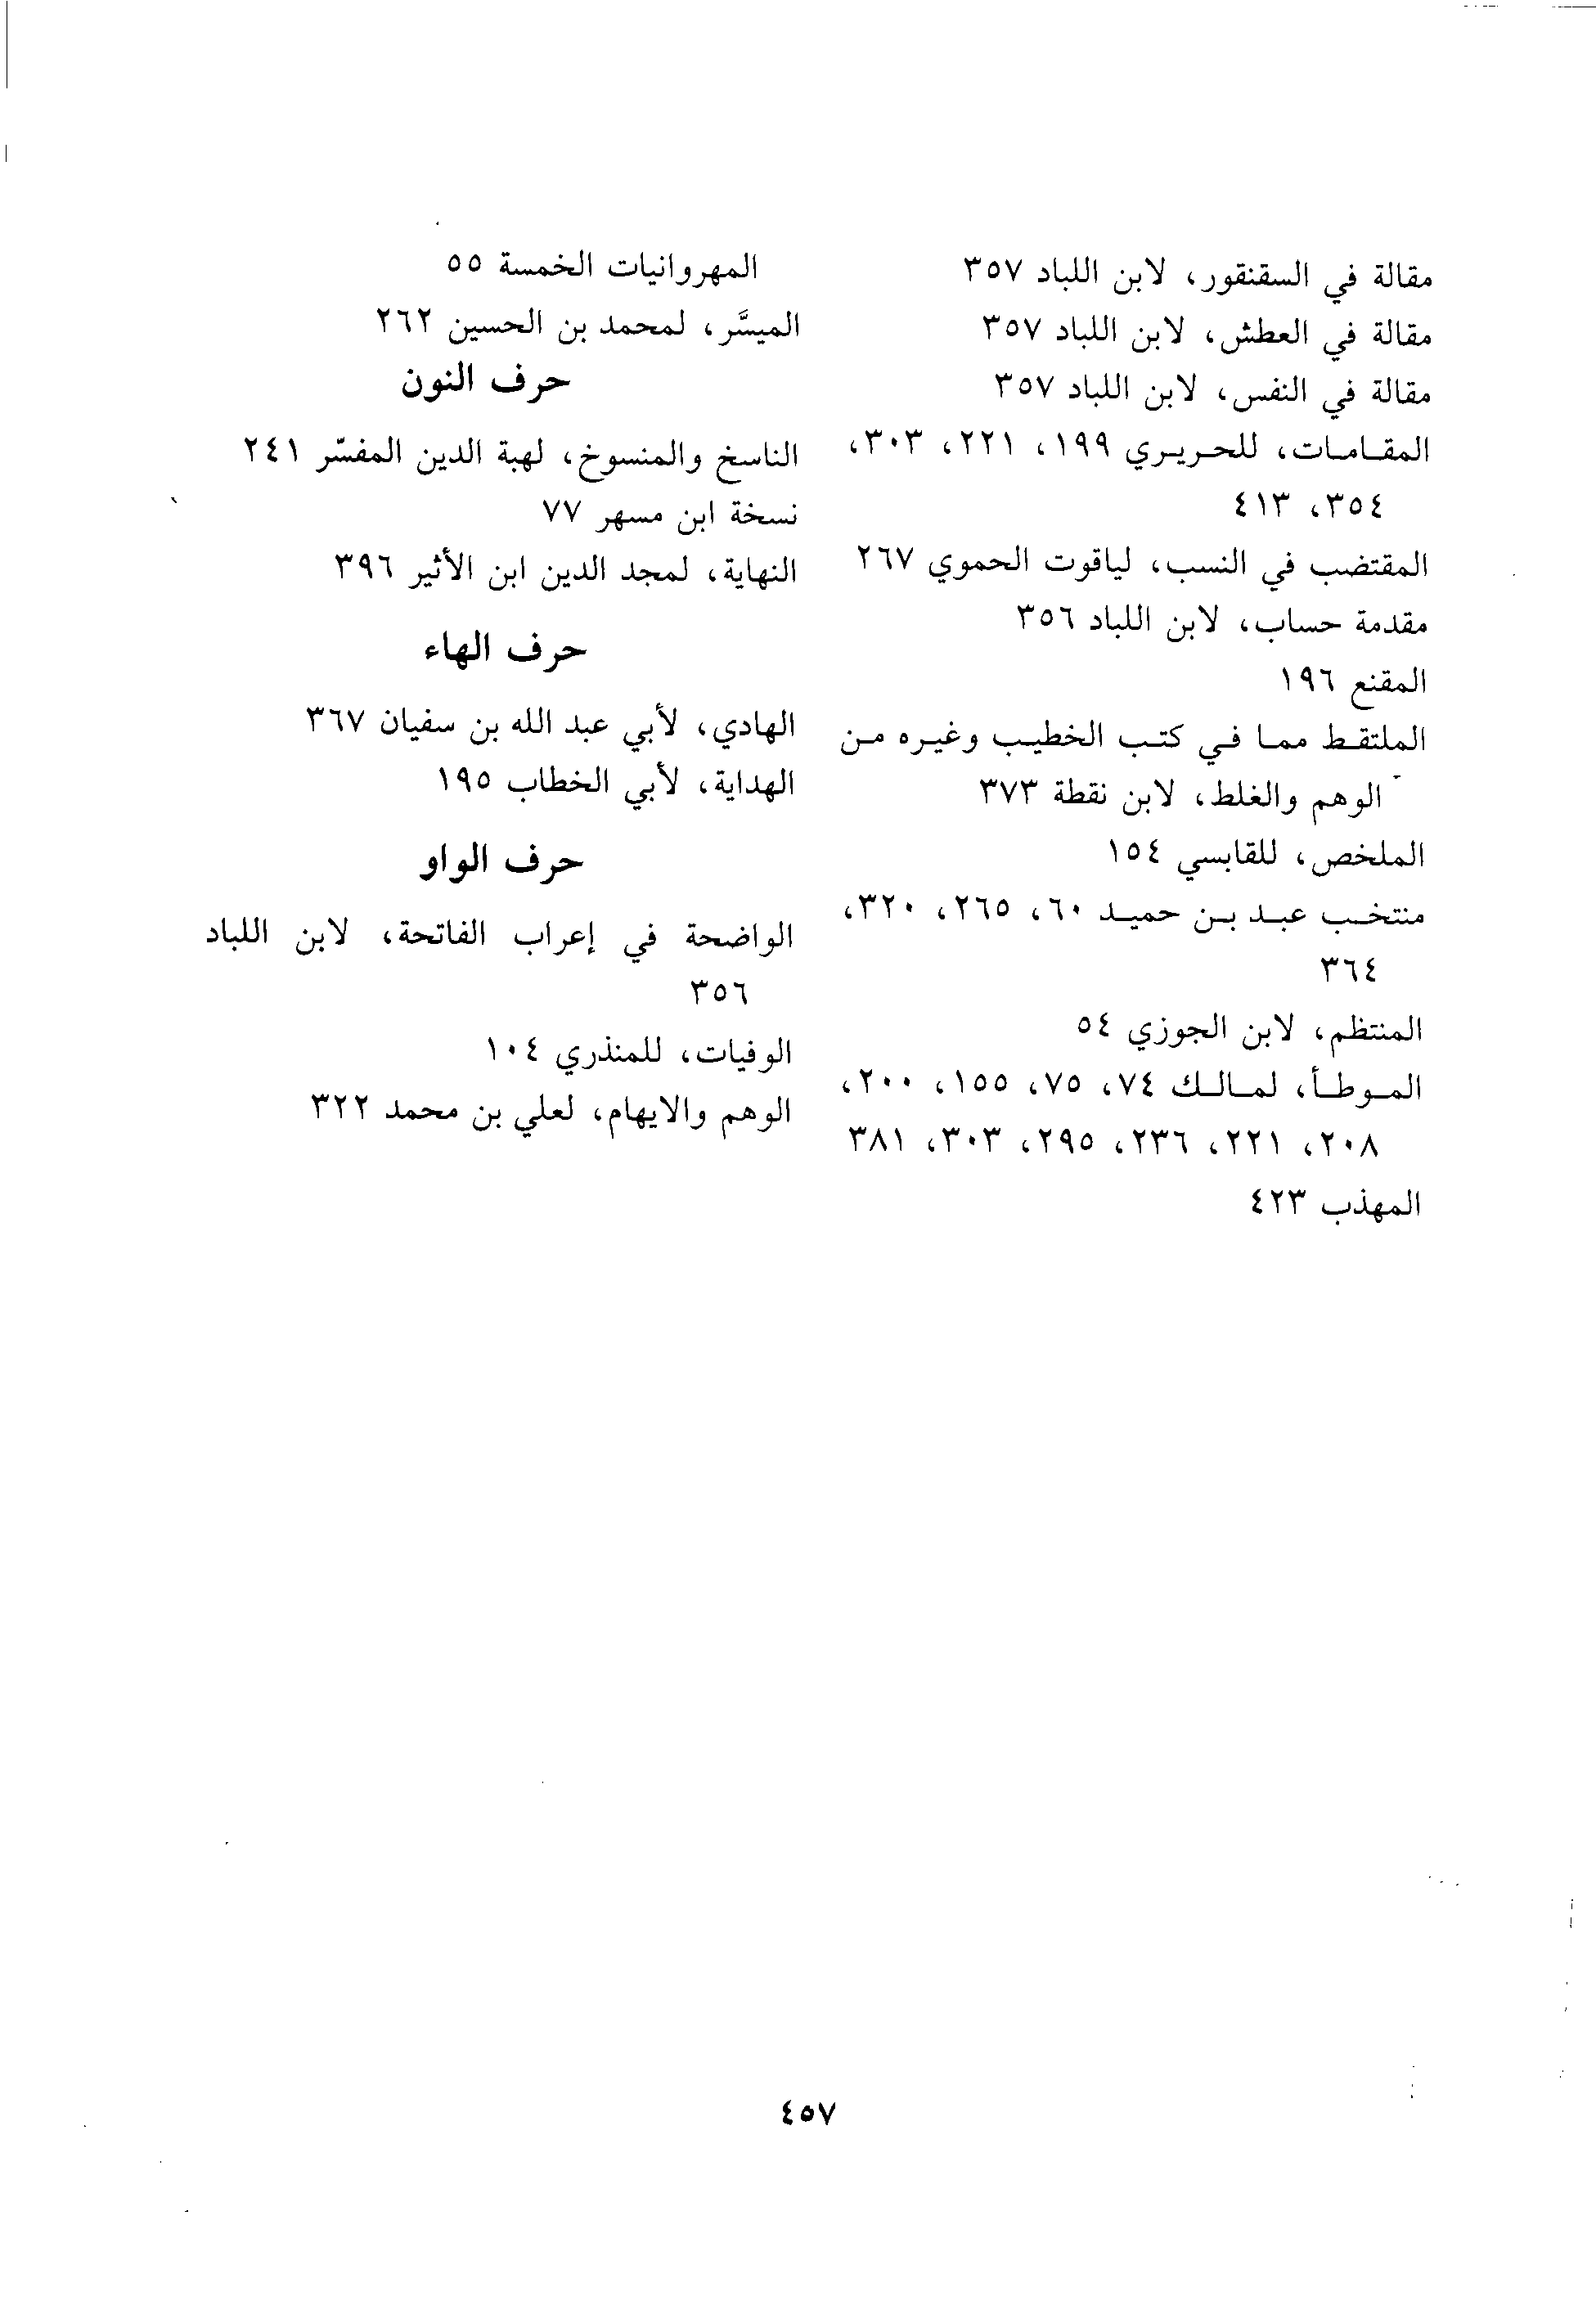 مقالة في السقنقور، لابن اللباد ٣٥٧
مقالة في العطش، لابن اللباد ٣٥٧
مقالة في النفس، لابن اللباد ٣٥٧
المقامات، للحريري ١٩٩، ٢٢١، ٣٠٣،
٣٥٤، ٤١٣
المقتضب في النسب، لياقوت الحموي ٢٦٧
مقدمة حساب، لابن اللباد ٣٥٦
المقنع ١٩٦
الملتقط مما في كتب الخطيب وغيره من
الوهم والغلط، لابن نقطة ٣٧٣
الملخص، للقابسي ١٥٤
منتخب عبد بن حميد ٦٠، ٢٦٥، ٣٢٠،
٣٦٤
المنتظم، لابن الجوزي ٥٤
الموطأ، لمالك ٧٤، ٧٥، ١٥٥، ٢٠٠،
٢٠٨، ٢٢١، ٢٣٦، ٢٩٥، ٣٠٣، ٣٨١
المهذب ٤٢٣
المهروانيات الخمسة ٥٥
الميسَّر، لمحمد بن الحسين ٢٦٢
حرف النون
الناسخ والمنسوخ، لهبة الدين المفسّر ٢٤١
نسخة ابن مسهر ٧٧
النهاية، لمجد الدين ابن الأثير ٣٩٦
حرف الهاء
الهادي، لأبي عبد الله بن سفيان ٣٦٧
الهداية، لأبي الخطاب ١٩٥
حرف الواو
الواضحة في إعراب الفاتحة، لابن اللباد
٣٥٦
الوفيات، للمنذري ١٠٤
الوهم والايهام، لعلي بن محمد ٣٢٢
٤٥٧